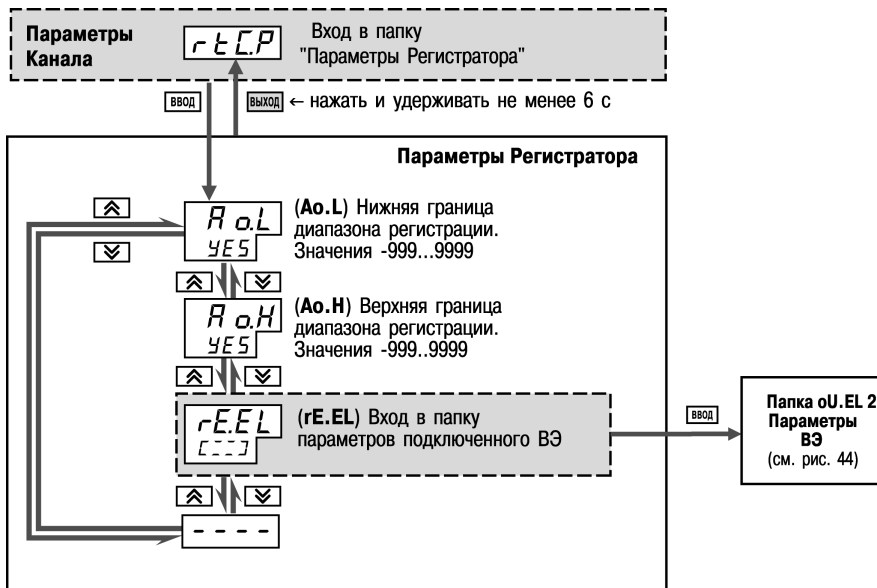 Параметры
Канала
rtC.P
Вход в папку
"Параметры Регистратора"
ввод
выход ← нажать и удерживать не менее 6 с
Параметры Регистратора
Ao.L
YES
(Ao.L) Нижняя граница
диапазона регистрации.
Значения -999...9999
Ao.H
YES
(Ao.H) Верхняя граница
диапазона регистрации.
Значения -999..9999
rE.EL
[---]
(rE.EL) Вход в папку
параметров подключенного ВЭ
ввод
Папка oU.EL 2
Параметры
ВЭ
(см. рис. 44)
- - - -